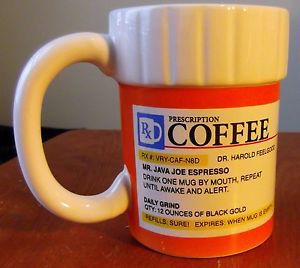 Rx
PRESCRIPTION
COFFEE
RX #: VRY-CAF-N8D DR. HAROLD FEELGOOD
MR. JAVA JOE ESPRESSO
DRINK ONE MUG BY MOUTH, REPEAT
UNTIL AWAKE AND ALERT.
DAILY GRIND
QTY. 12 OUNCES OF BLACK GOLD
REFILLS: SURE! EXPIRES: WHEN MUG IS EMPTY